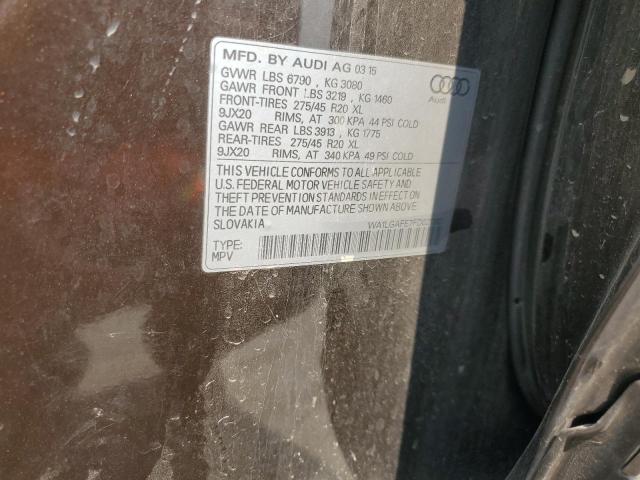 MFD. BY AUDI AG 03 15
GVWR LBS 6790 , KG 3080
GAWR FRONT LBS 3219 , KG 1460
FRONT-TIRES 275/45 R20 XL
9JX20 RIMS, AT 300 KPA 44 PSI COLD
GAWR REAR LBS 3913 , KG 1775
REAR-TIRES 275/45 R20 XL
9JX20 RIMS, AT 340 KPA 49 PSI COLD
Audi
THIS VEHICLE CONFORMS TO ALL APPLICABLE
U.S. FEDERAL MOTOR VEHICLE SAFETY AND
THEFT PREVENTION STANDARDS IN EFFECT ON
THE DATE OF MANUFACTURE SHOWN ABOVE.
SLOVAKIA
TYPE:
MPV